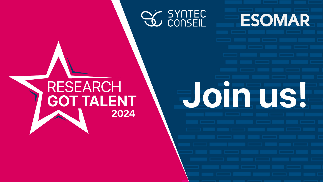 SYNTEC
CONSEIL
ESOMAR
RESEARCH
GOT TALENT
2024
Join us!